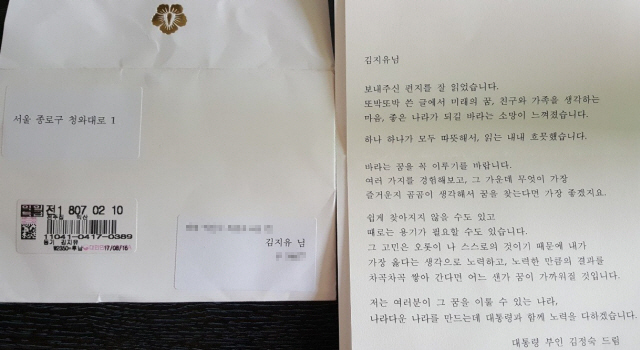 서울 종로구 청와대로 1
전1 807 02 10
11041-0417-0389
등기 김지유
17/08/16
김지유 님
김지유님
보내주신 편지를 잘 읽었습니다.
또박또박 쓴 글에서 미래의 꿈, 친구와 가족을 생각하는
마음, 좋은 나라가 되길 바라는 소망이 느껴졌습니다.
하나 하나가 모두 따뜻해서, 읽는 내내 흐뭇했습니다.
바라는 꿈을 꼭 이루기를 바랍니다.
여러 가지를 경험해보고, 그 가운데 무엇이 가장
즐거운지 곰곰이 생각해서 꿈을 찾는다면 가장 좋겠지요.
쉽게 찾아지지 않을 수도 있고
때로는 용기가 필요할 수도 있습니다.
그 고민은 오롯이 나 스스로의 것이기 때문에 내가
가장 옳다는 생각으로 노력하고, 노력한 만큼의 결과를
차곡차곡 쌓아 간다면 어느 샌가 꿈이 가까워질 것입니다.
저는 여러분이 그 꿈을 이룰 수 있는 나라,
나라다운 나라를 만드는데 대통령과 함께 노력을 다하겠습니다.
대통령 부인 김정숙 드림